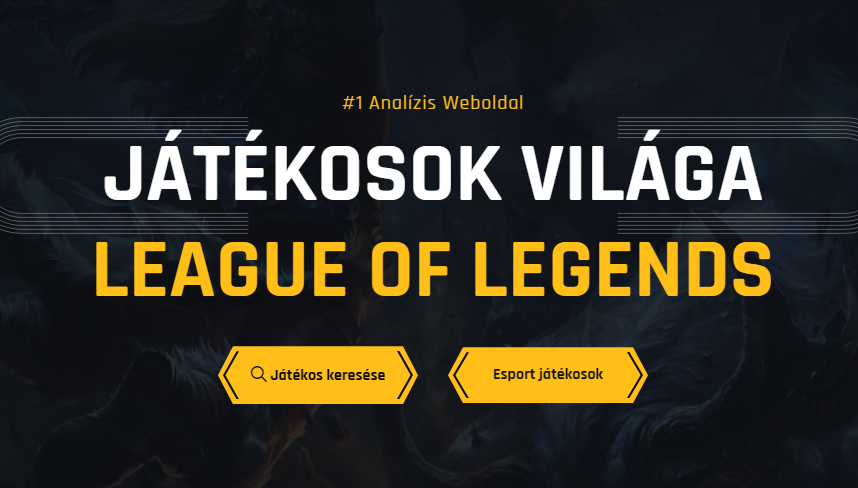 #1 Analízis Weboldal
JÁTÉKOSOK VILÁGA
LEAGUE OF LEGENDS
Játékos keresése
Esport játékosok